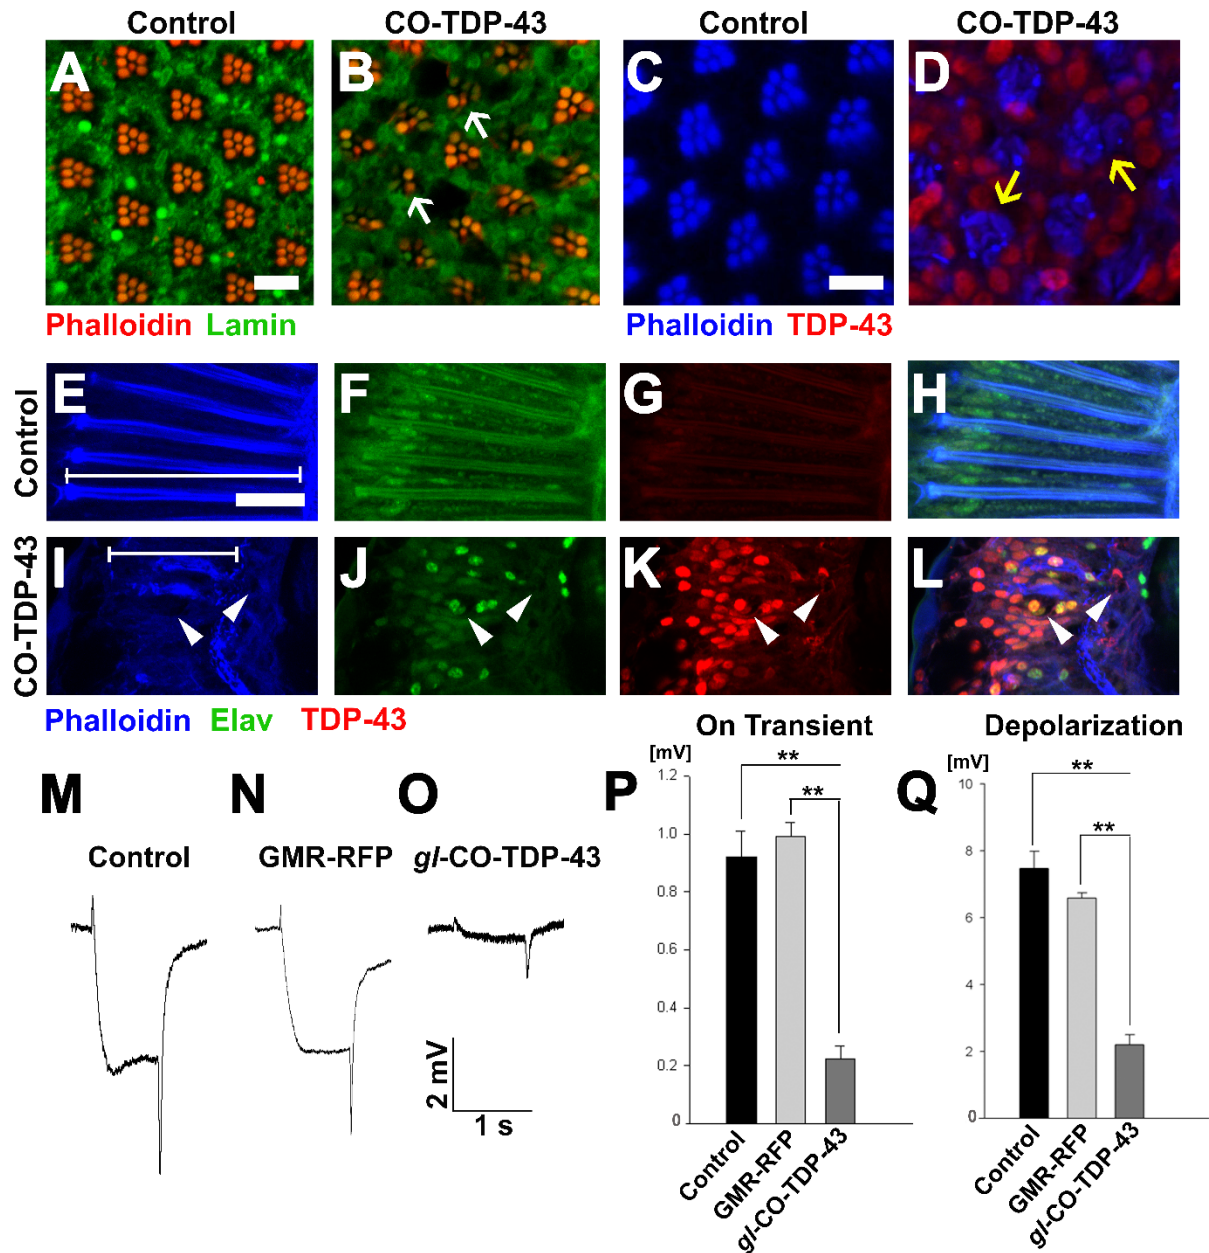 Control CO-TDP-43 Control CO-TDP-43
A B C D
Phalloidin Lamin Phalloidin TDP-43
Control
E F G H
CO-TDP-43
I J K L
Phalloidin Elav TDP-43
M N O
Control GMR-RFP gl-CO-TDP-43
2 mV
1 s
P
On Transient
[mV]
**
**
1.2
1.0
0.8
0.6
0.4
0.2
0
Control GMR-RFP gl-CO-TDP-43
Q
Depolarization
[mV]
**
**
10
8
6
4
2
0
Control GMR-RFP gl-CO-TDP-43